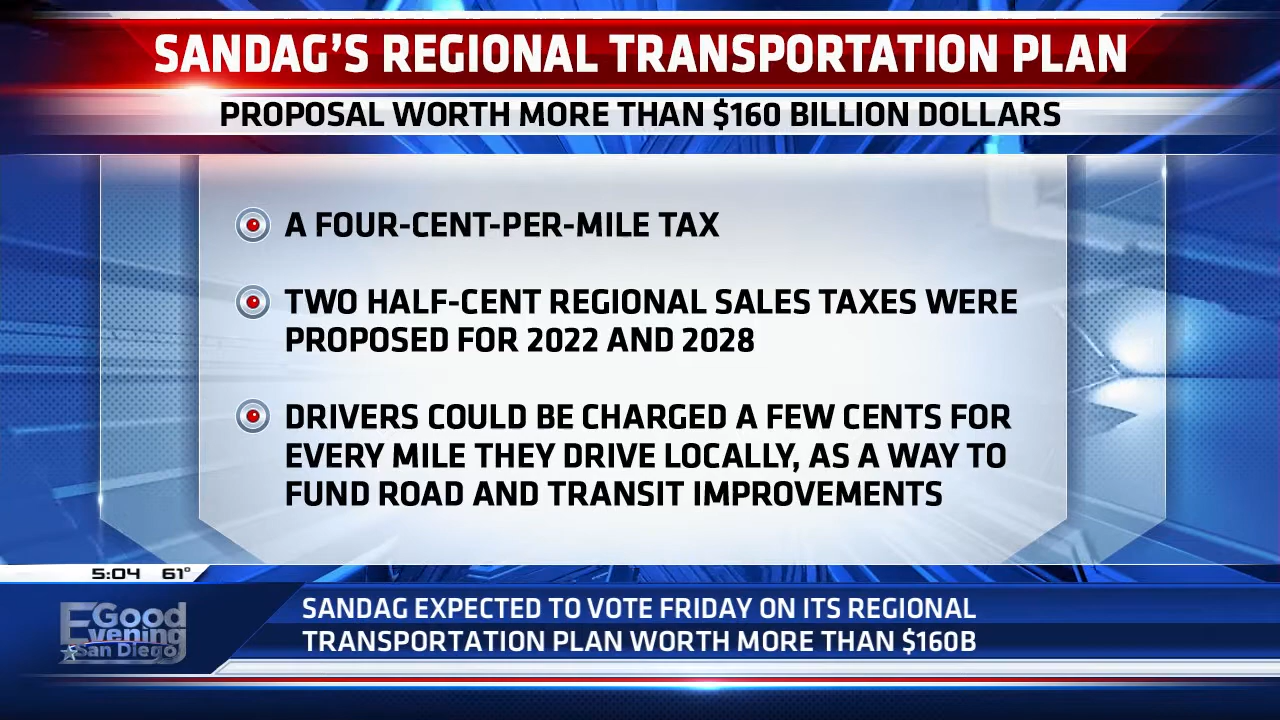 SANDAG'S REGIONAL TRANSPORTATION PLAN
PROPOSAL WORTH MORE THAN $160 BILLION DOLLARS
A FOUR-CENT-PER-MILE TAX
TWO HALF-CENT REGIONAL SALES TAXES WERE
PROPOSED FOR 2022 AND 2028
DRIVERS COULD BE CHARGED A FEW CENTS FOR
EVERY MILE THEY DRIVE LOCALLY, AS A WAY TO
FUND ROAD AND TRANSIT IMPROVEMENTS
5:04 61°
Good
Evening
San Diego
SANDAG EXPECTED TO VOTE FRIDAY ON ITS REGIONAL
TRANSPORTATION PLAN WORTH MORE THAN $160B